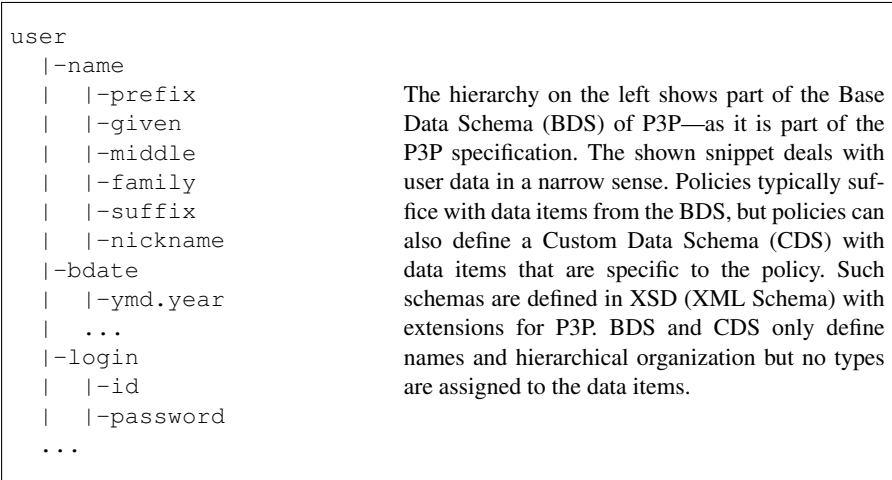 user
|-name
| |-prefix
| |-given
| |-middle
| |-family
| |-suffix
| |-nickname
|-bdate
| |-ymd.year
| ...
|-login
| |-id
| |-password
...
The hierarchy on the left shows part of the Base
Data Schema (BDS) of P3P—as it is part of the
P3P specification. The shown snippet deals with
user data in a narrow sense. Policies typically suf-
fice with data items from the BDS, but policies can
also define a Custom Data Schema (CDS) with
data items that are specific to the policy. Such
schemas are defined in XSD (XML Schema) with
extensions for P3P. BDS and CDS only define
names and hierarchical organization but no types
are assigned to the data items.